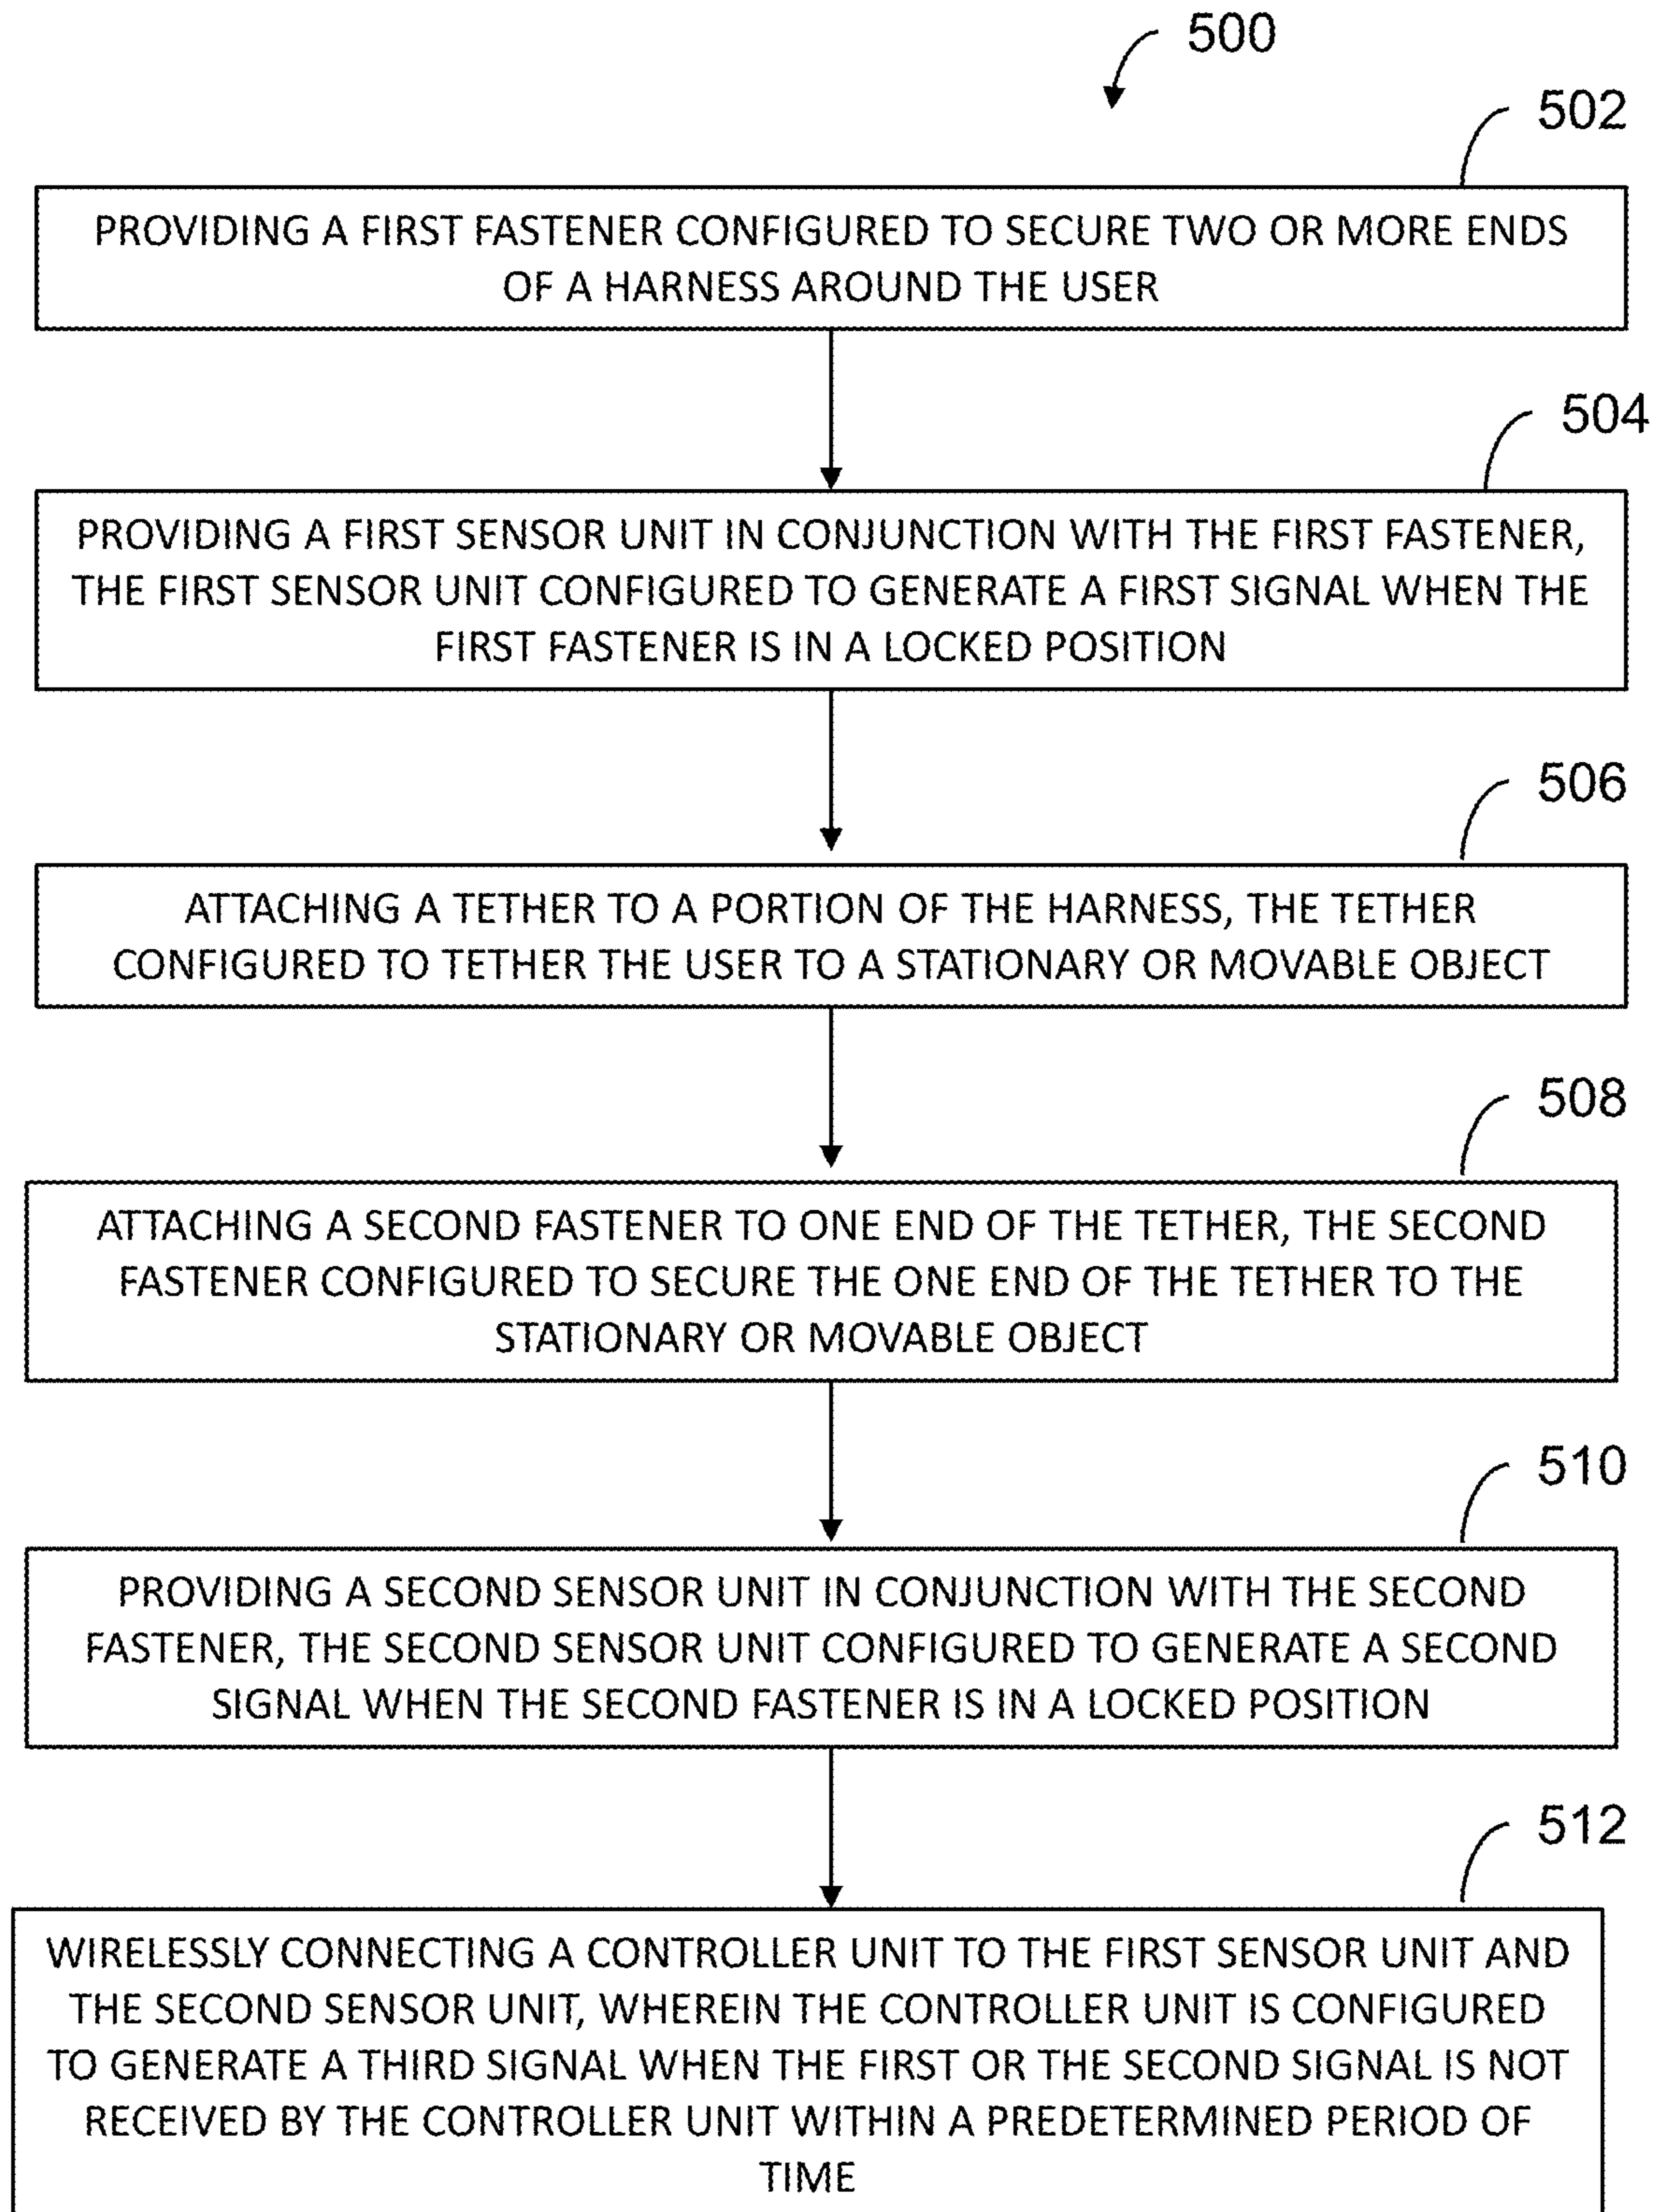 500
502
PROVIDING A FIRST FASTENER CONFIGURED TO SECURE TWO OR MORE ENDS
OF A HARNESS AROUND THE USER
504
PROVIDING A FIRST SENSOR UNIT IN CONJUNCTION WITH THE FIRST FASTENER,
THE FIRST SENSOR UNIT CONFIGURED TO GENERATE A FIRST SIGNAL WHEN THE
FIRST FASTENER IS IN A LOCKED POSITION
506
ATTACHING A TETHER TO A PORTION OF THE HARNESS, THE TETHER
CONFIGURED TO TETHER THE USER TO A STATIONARY OR MOVABLE OBJECT
508
ATTACHING A SECOND FASTENER TO ONE END OF THE TETHER, THE SECOND
FASTENER CONFIGURED TO SECURE THE ONE END OF THE TETHER TO THE
STATIONARY OR MOVABLE OBJECT
510
PROVIDING A SECOND SENSOR UNIT IN CONJUNCTION WITH THE SECOND
FASTENER, THE SECOND SENSOR UNIT CONFIGURED TO GENERATE A SECOND
SIGNAL WHEN THE SECOND FASTENER IS IN A LOCKED POSITION
512
WIRELESSLY CONNECTING A CONTROLLER UNIT TO THE FIRST SENSOR UNIT AND
THE SECOND SENSOR UNIT, WHEREIN THE CONTROLLER UNIT IS CONFIGURED
TO GENERATE A THIRD SIGNAL WHEN THE FIRST OR THE SECOND SIGNAL IS NOT
RECEIVED BY THE CONTROLLER UNIT WITHIN A PREDETERMINED PERIOD OF
TIME